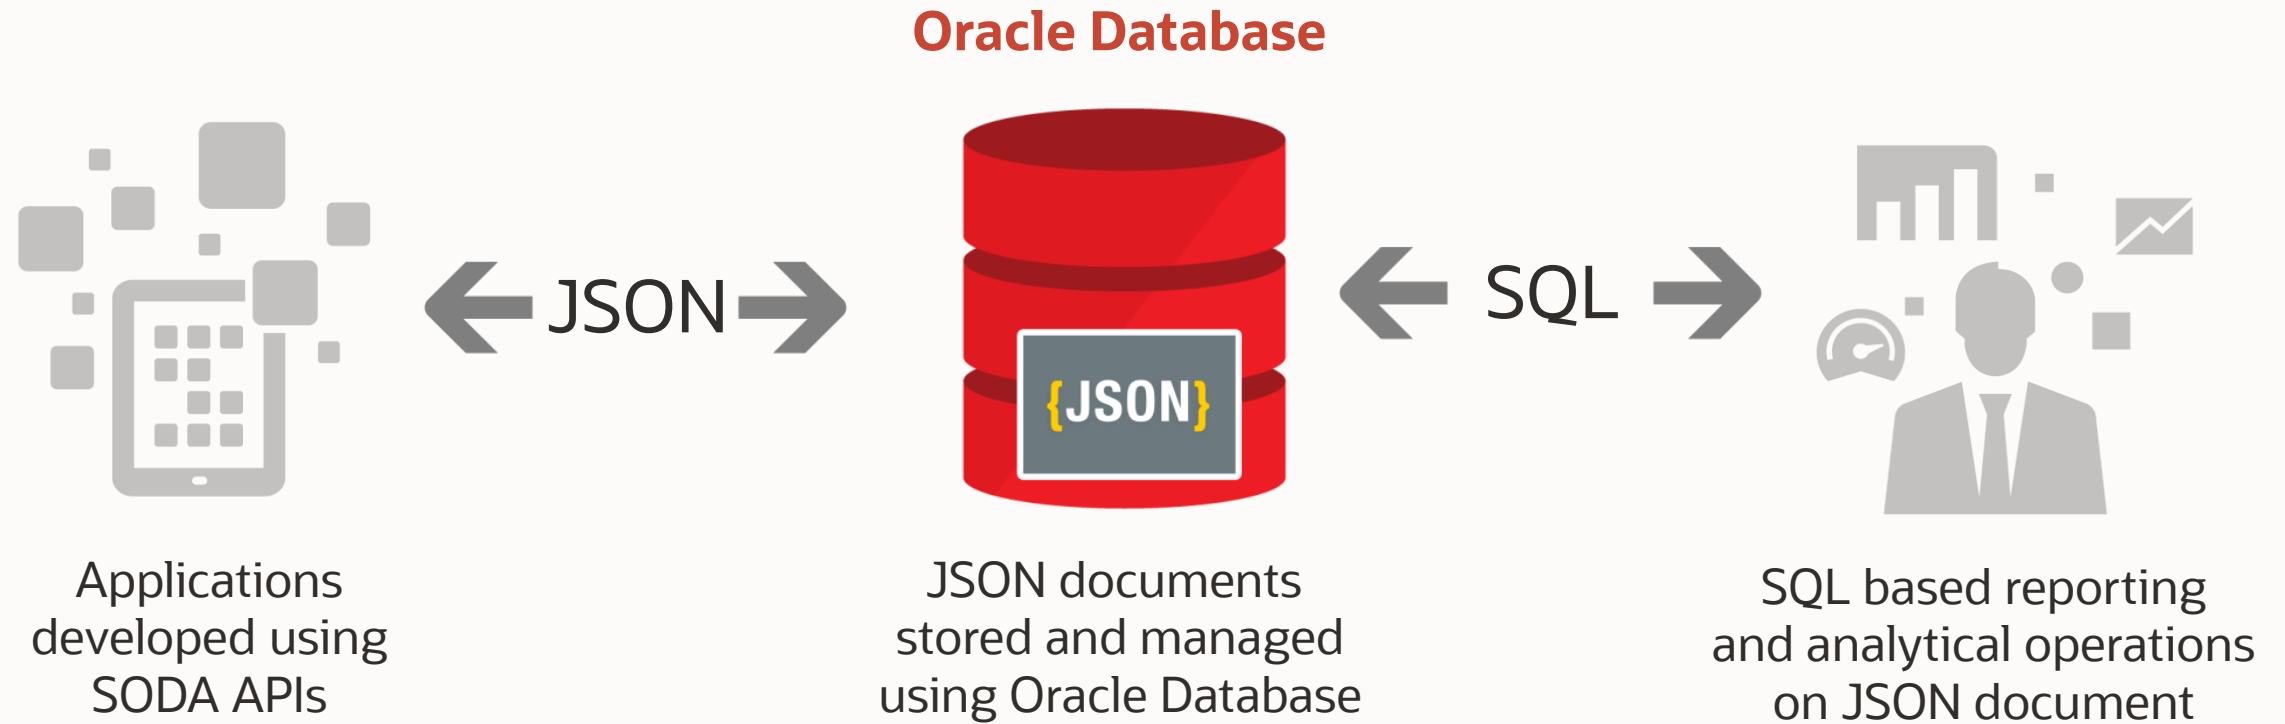 Oracle Database
JSON
SQL
{JSON}
Applications
developed using
SODA APIs
JSON documents
stored and managed
using Oracle Database
SQL based reporting
and analytical operations
on JSON document